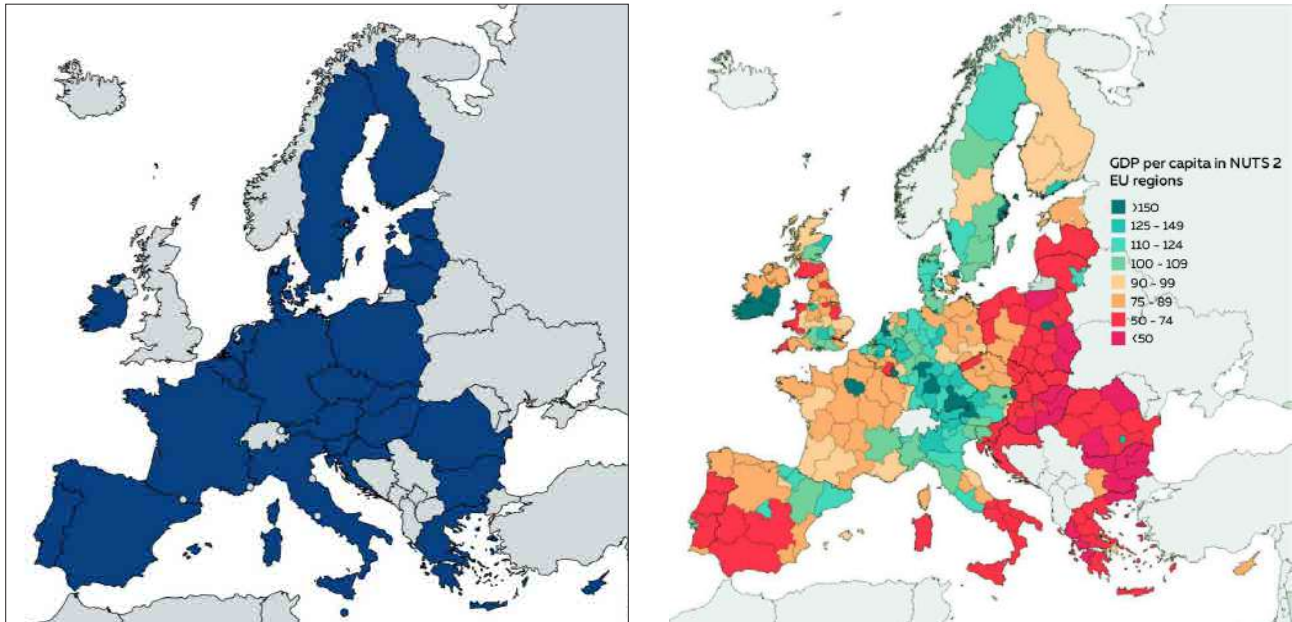 GDP per capita in NUTS 2
EU regions
>150
125 - 149
110 - 124
100 - 109
90 - 99
75 - 89
50 - 74
<50